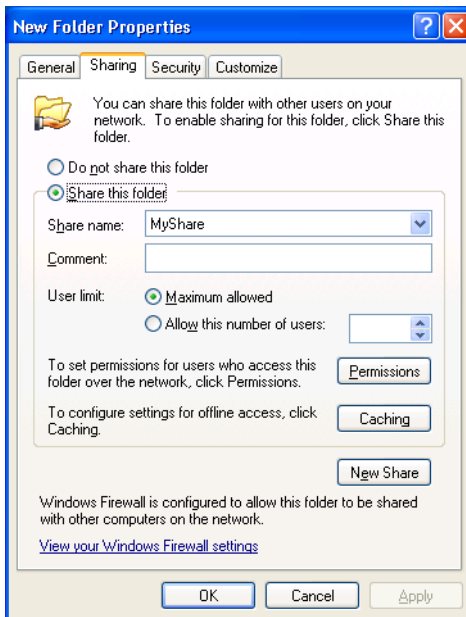 New Folder Properties
General Sharing Security Customize
You can share this folder with other users on your
network. To enable sharing for this folder, click Share this
folder.
Do not share this folder
Share this folder
Share name: MyShare
Comment:
User limit: Maximum allowed
Allow this number of users:
To set permissions for users who access this
folder over the network, click Permissions.
Permissions
To configure settings for offline access, click
Caching.
Caching
New Share
Windows Firewall is configured to allow this folder to be shared
with other computers on the network.
View your Windows Firewall settings
OK Cancel Apply